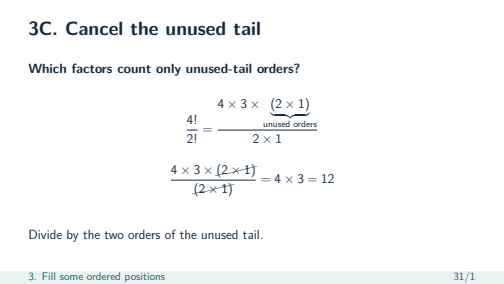 3C. Cancel the unused tail
Which factors count only unused-tail orders?
4!/2! = 4 × 3 × (2 × 1) / 2 × 1
unused orders
4 × 3 × (2 × 1) / (2 × 1) = 4 × 3 = 12
Divide by the two orders of the unused tail.
3. Fill some ordered positions 31/1